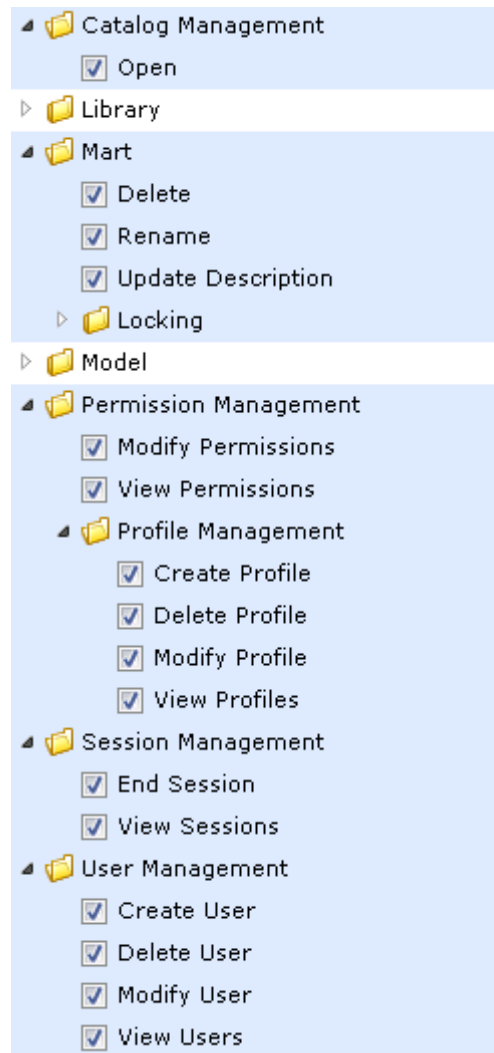 Catalog Management
Open
Library
Mart
Delete
Rename
Update Description
Locking
Model
Permission Management
Modify Permissions
View Permissions
Profile Management
Create Profile
Delete Profile
Modify Profile
View Profiles
Session Management
End Session
View Sessions
User Management
Create User
Delete User
Modify User
View Users